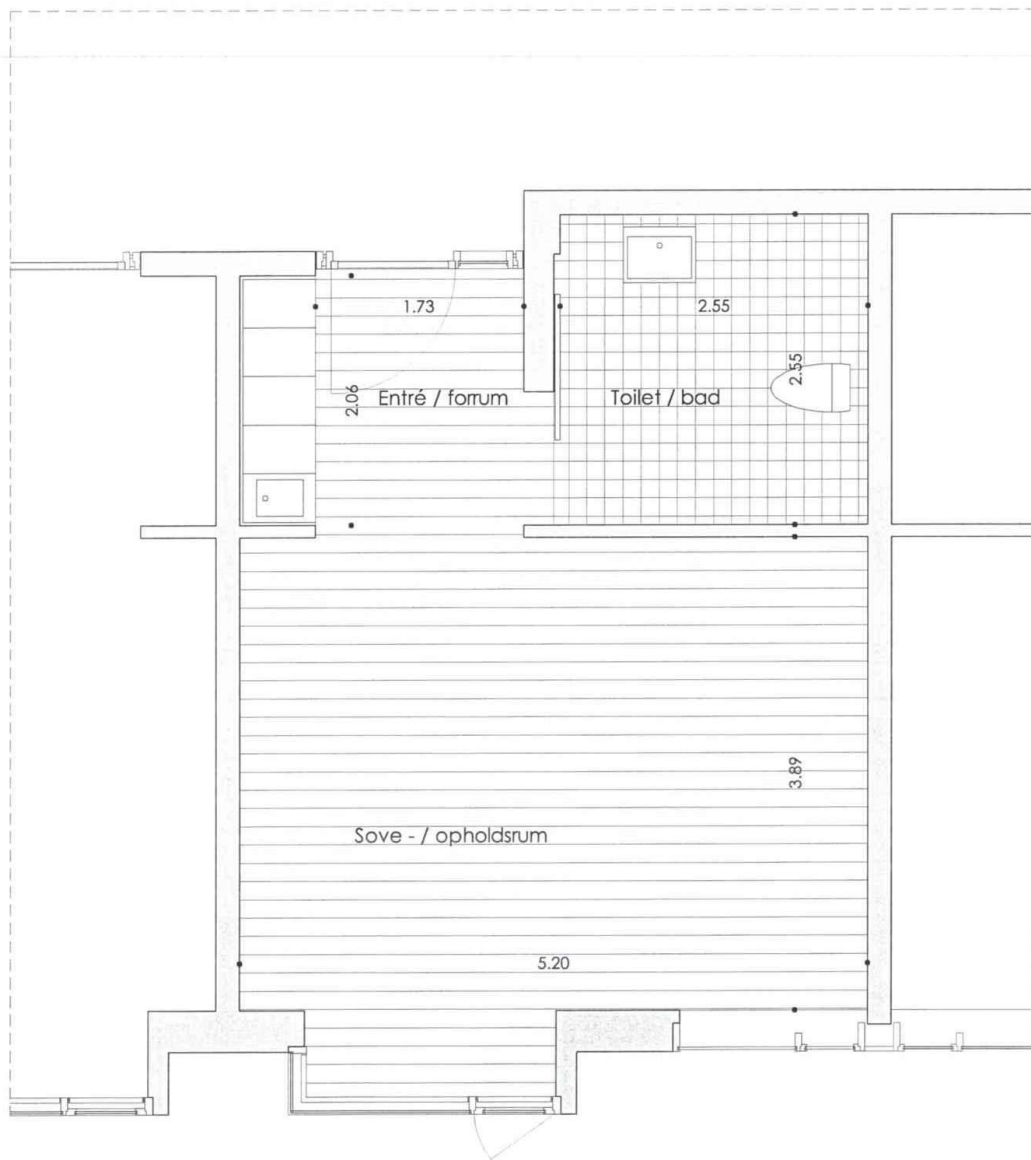 1.73
2.55
2.06
2.55
Entré / forrum
Toilet / bad
3.89
Sove - / opholdsrum
5.20